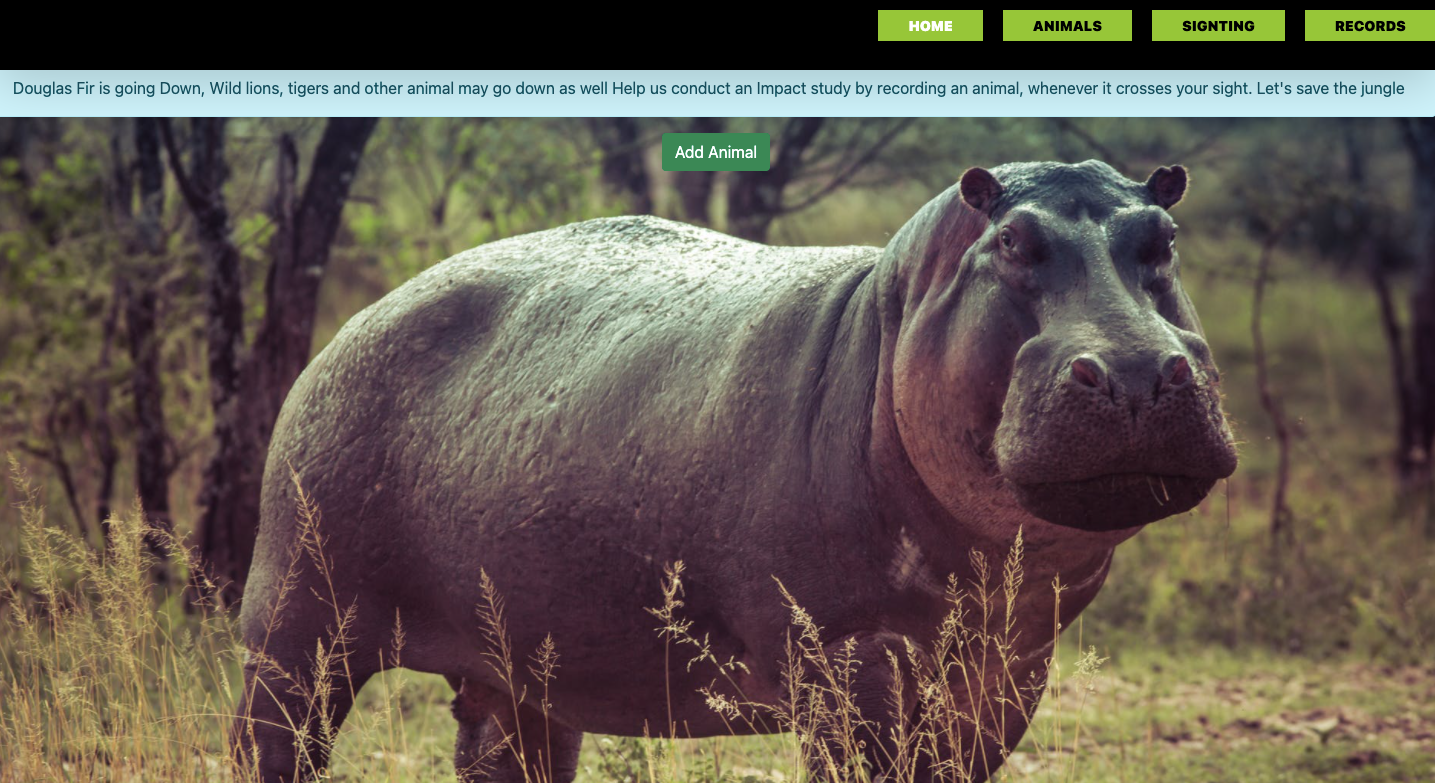 HOME ANIMALS SIGNTING RECORDS
Douglas Fir is going Down, Wild lions, tigers and other animal may go down as well Help us conduct an Impact study by recording an animal, whenever it crosses your sight. Let's save the jungle
Add Animal